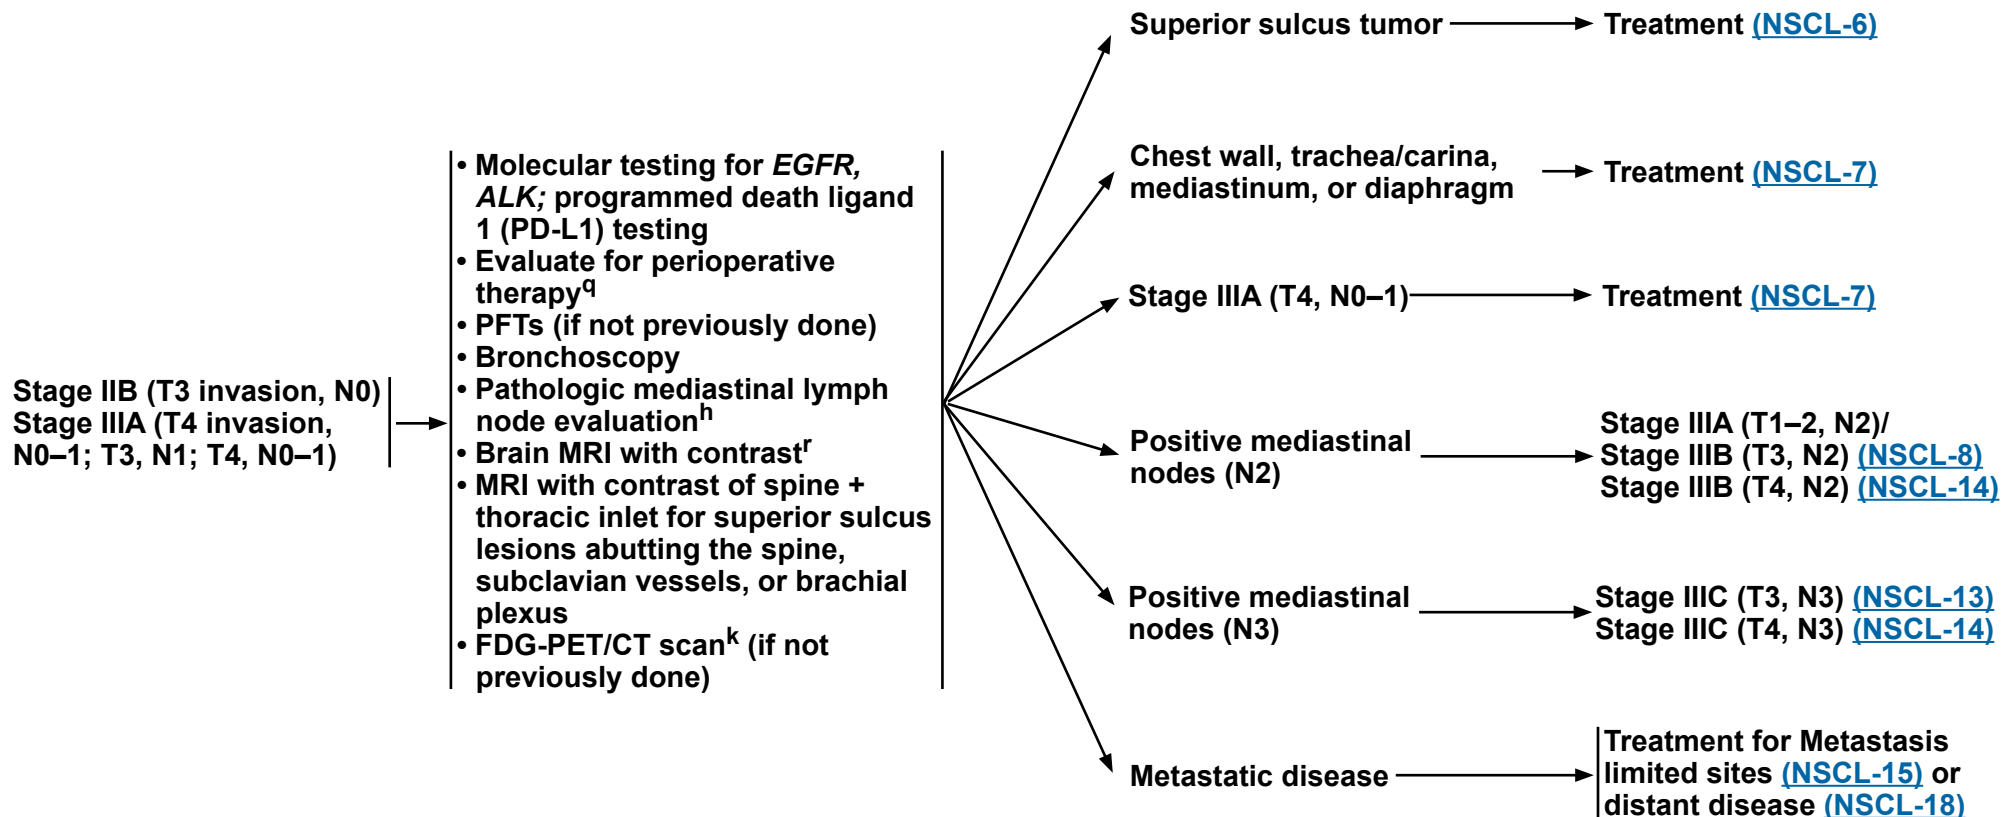 Stage IIB (T3 invasion, N0)
Stage IIIA (T4 invasion,
N0–1; T3, N1; T4, N0–1)
• Molecular testing for EGFR,
ALK; programmed death ligand
1 (PD-L1) testing
• Evaluate for perioperative
therapyq
• PFTs (if not previously done)
• Bronchoscopy
• Pathologic mediastinal lymph
node evaluationh
• Brain MRI with contrastr
• MRI with contrast of spine +
thoracic inlet for superior sulcus
lesions abutting the spine,
subclavian vessels, or brachial
plexus
• FDG-PET/CT scank (if not
previously done)
Superior sulcus tumor
Treatment (NSCL-6)
Chest wall, trachea/carina,
mediastinum, or diaphragm
Treatment (NSCL-7)
Stage IIIA (T4, N0–1)
Treatment (NSCL-7)
Positive mediastinal
nodes (N2)
Stage IIIA (T1–2, N2)/
Stage IIIB (T3, N2) (NSCL-8)
Stage IIIB (T4, N2) (NSCL-14)
Positive mediastinal
nodes (N3)
Stage IIIC (T3, N3) (NSCL-13)
Stage IIIC (T4, N3) (NSCL-14)
Metastatic disease
Treatment for Metastasis
limited sites (NSCL-15) or
distant disease (NSCL-18)